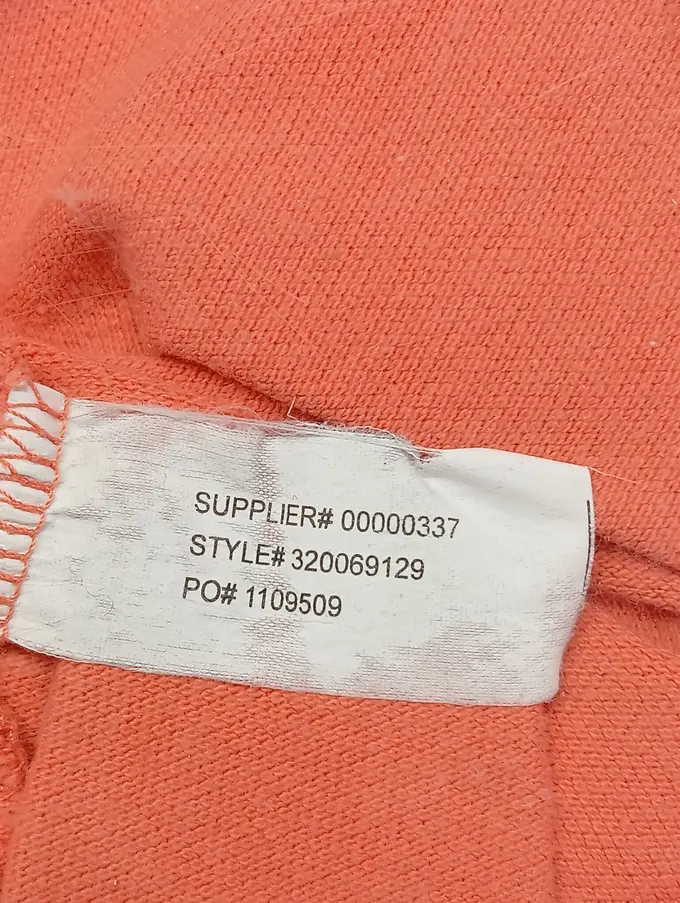 SUPPLIER# 00000337
STYLE# 320069129
PO# 1109509